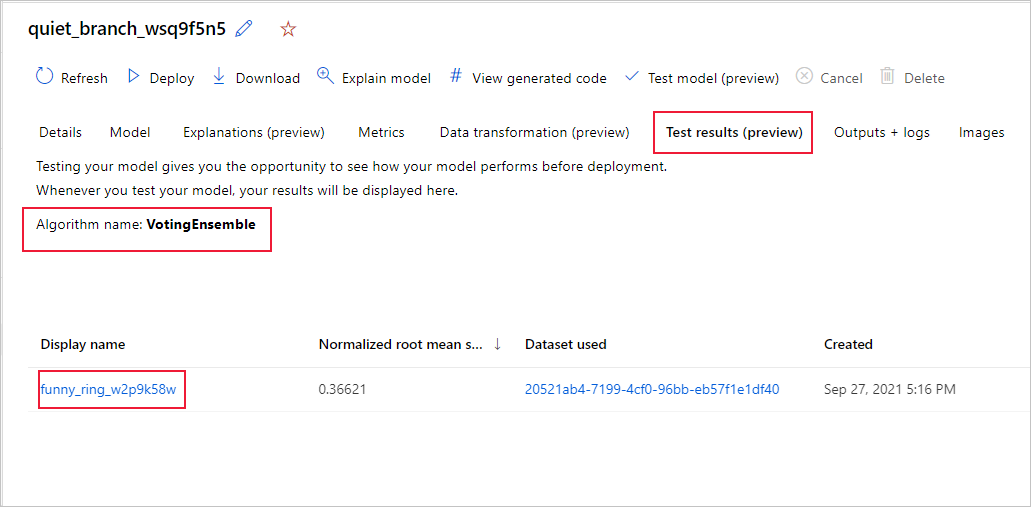 quiet_branch_wsq9f5n5
Refresh Deploy Download Explain model # View generated code Test model (preview) Cancel Delete
Details Model Explanations (preview) Metrics Data transformation (preview) Test results (preview) Outputs + logs Images
Testing your model gives you the opportunity to see how your model performs before deployment.
Whenever you test your model, your results will be displayed here.
Algorithm name: VotingEnsemble
Display name Normalized root mean s... ↓ Dataset used Created
funny_ring_w2p9k58w 0.36621 20521ab4-7199-4cf0-96bb-eb57f1e1df40 Sep 27, 2021 5:16 PM